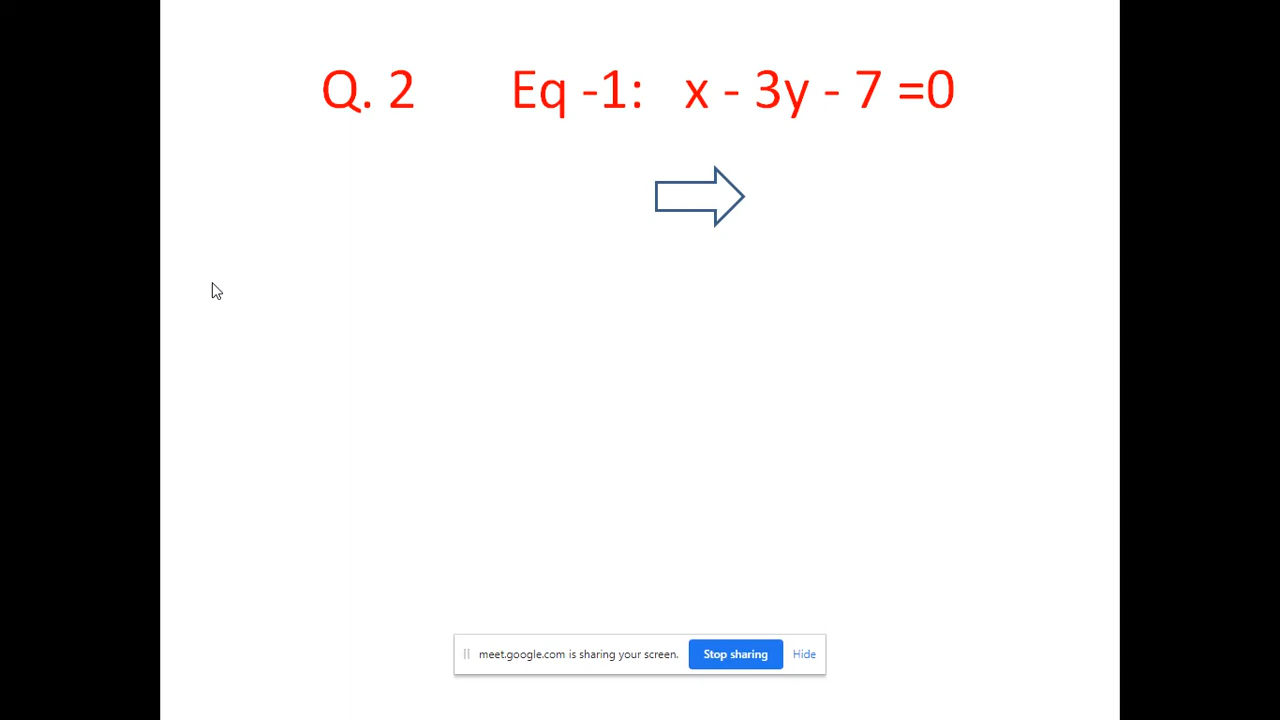 Q. 2 Eq -1: x - 3y - 7 =0
meet.google.com is sharing your screen. Stop sharing Hide